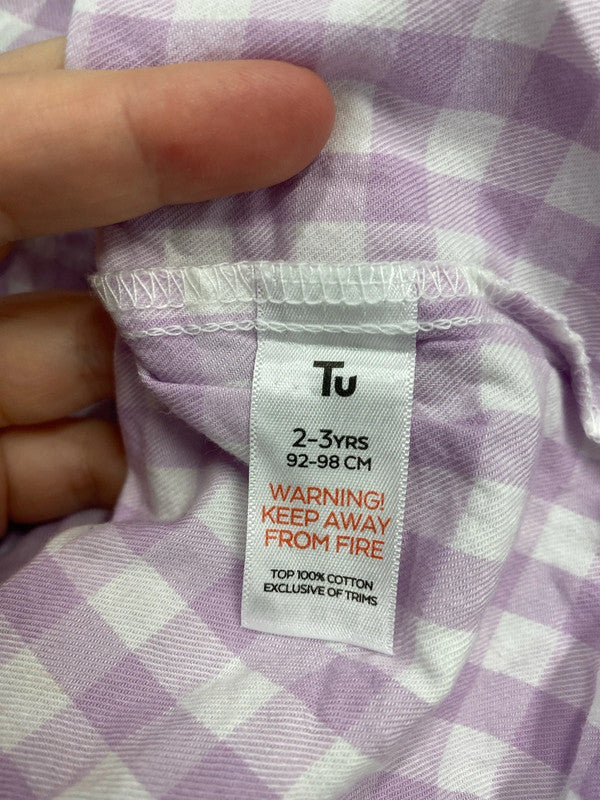 Tu
2-3YRS
92-98 CM
WARNING!
KEEP AWAY
FROM FIRE
TOP 100% COTTON
EXCLUSIVE OF TRIMS